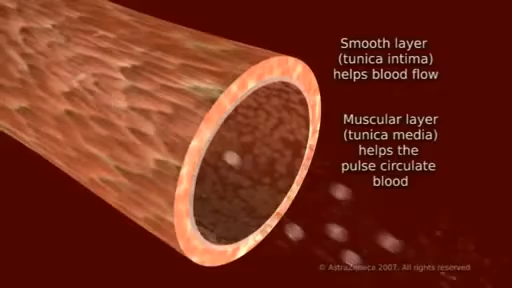 Smooth layer
(tunica intima)
helps blood flow
Muscular layer
(tunica media)
helps the
pulse circulate
blood
© AstraZeneca 2007. All rights reserved